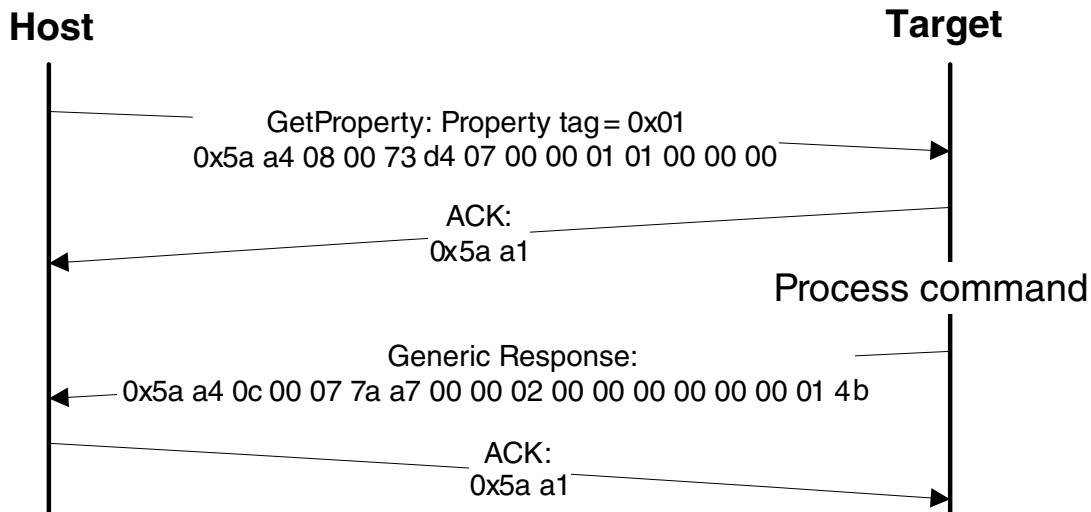 Host
Target
GetProperty: Property tag = 0x01
0x5a a4 08 00 73 d4 07 00 00 01 01 00 00 00
ACK:
0x5a a1
Process command
Generic Response:
0x5a a4 0c 00 07 7a a7 00 00 02 00 00 00 00 00 00 01 4b
ACK:
0x5a a1